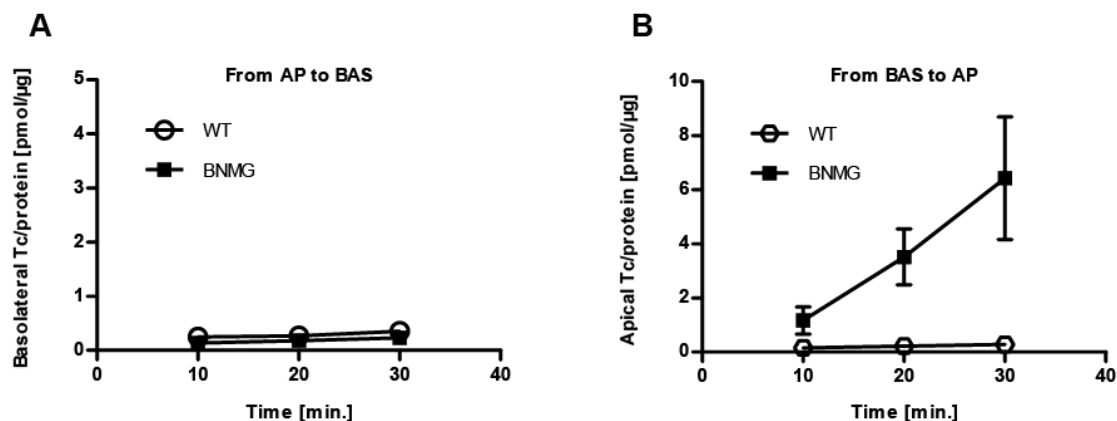 A
From AP to BAS
Basolateral Tc/protein [pmol/µg]
5
4
3
2
1
0
WT
BNMG
0 10 20 30 40
Time [min.]
B
From BAS to AP
Apical Tc/protein [pmol/µg]
10
8
6
4
2
0
WT
BNMG
0 10 20 30 40
Time [min.]